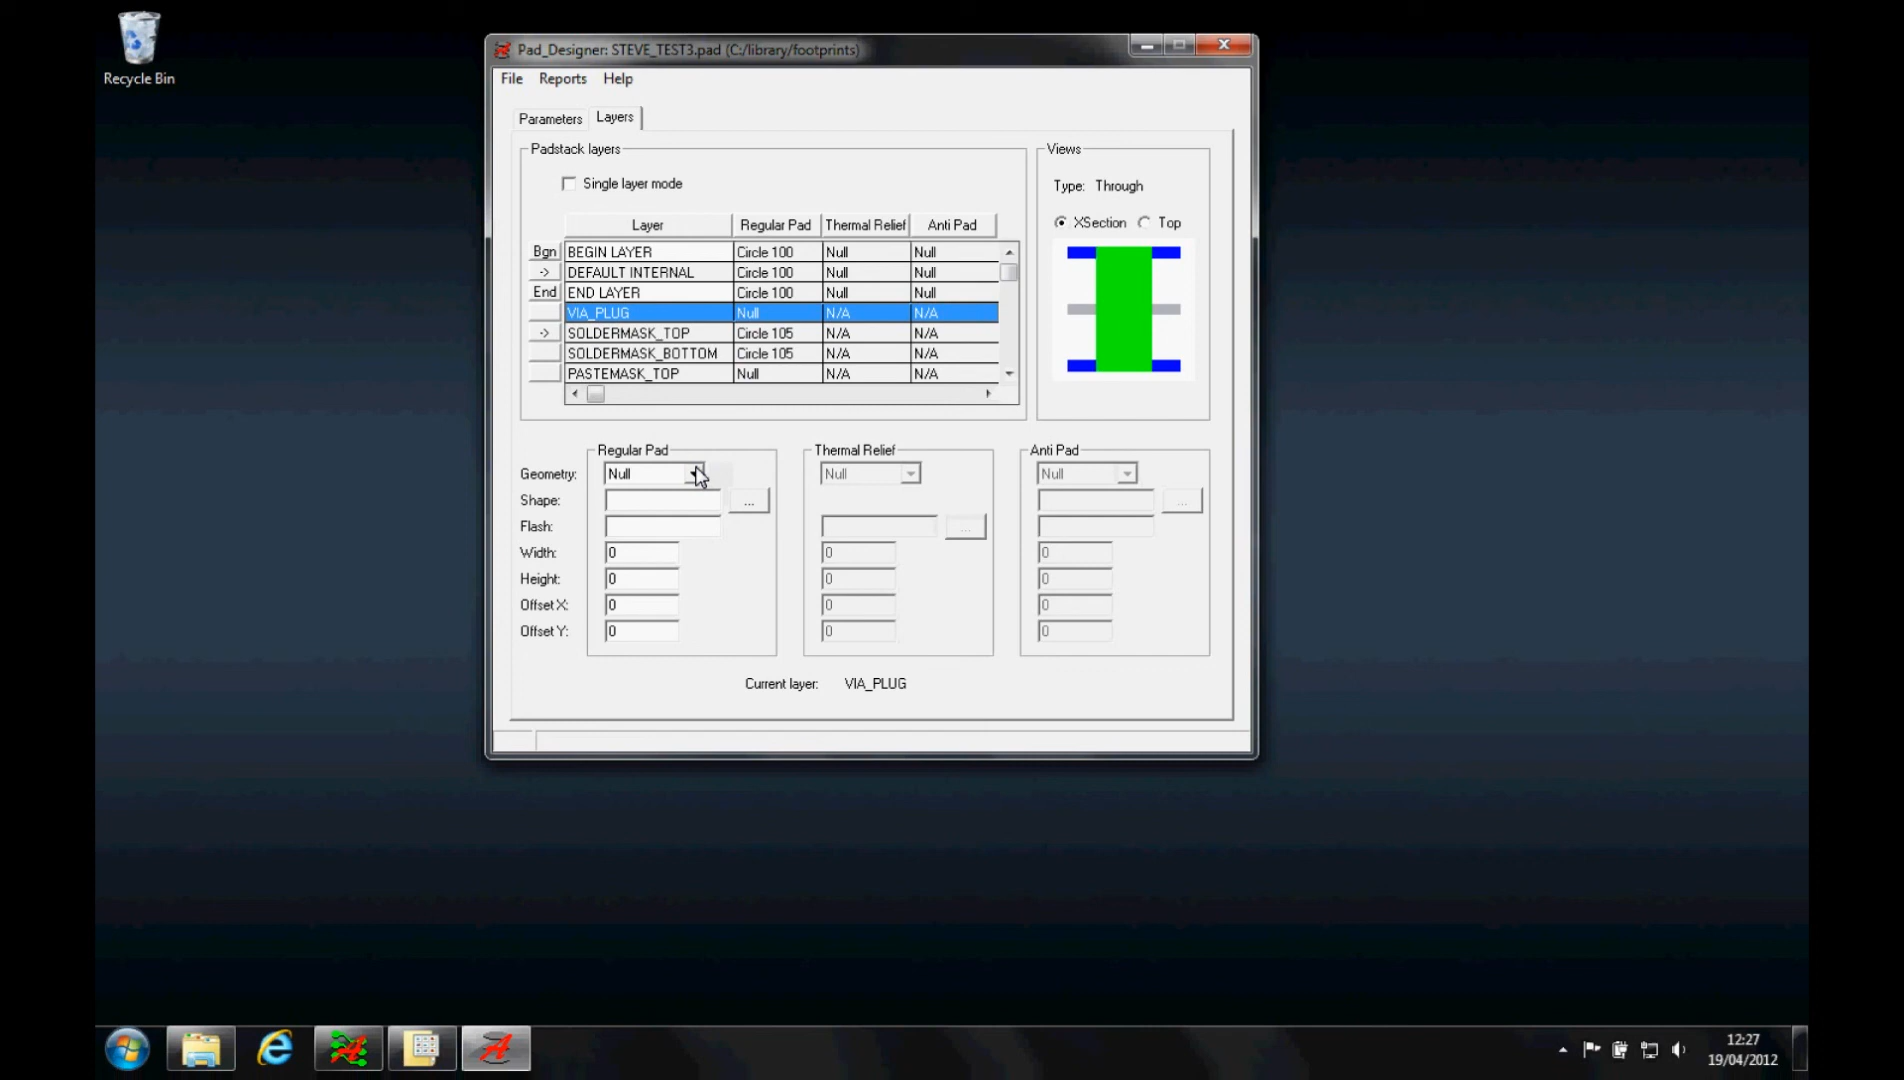 Recycle Bin
Pad_Designer: STEVE_TEST3.pad (C:/library/footprints)
File Reports Help
Parameters Layers
Padstack layers
Single layer mode
Layer Regular Pad Thermal Relief Anti Pad
Bgn BEGIN LAYER Circle 100 Null Null
-> DEFAULT INTERNAL Circle 100 Null Null
End END LAYER Circle 100 Null Null
VIA_PLUG Null N/A N/A
-> SOLDERMASK_TOP Circle 105 N/A N/A
SOLDERMASK_BOTTOM Circle 105 N/A N/A
PASTEMASK_TOP Null N/A N/A
Views
Type: Through
XSection Top
Regular Pad Thermal Relief Anti Pad
Geometry: Null Null Null
Shape: ... ...
Flash: ...
Width: 0 0 0
Height: 0 0 0
Offset X: 0 0 0
Offset Y: 0 0 0
Current layer: VIA_PLUG
12:27
19/04/2012